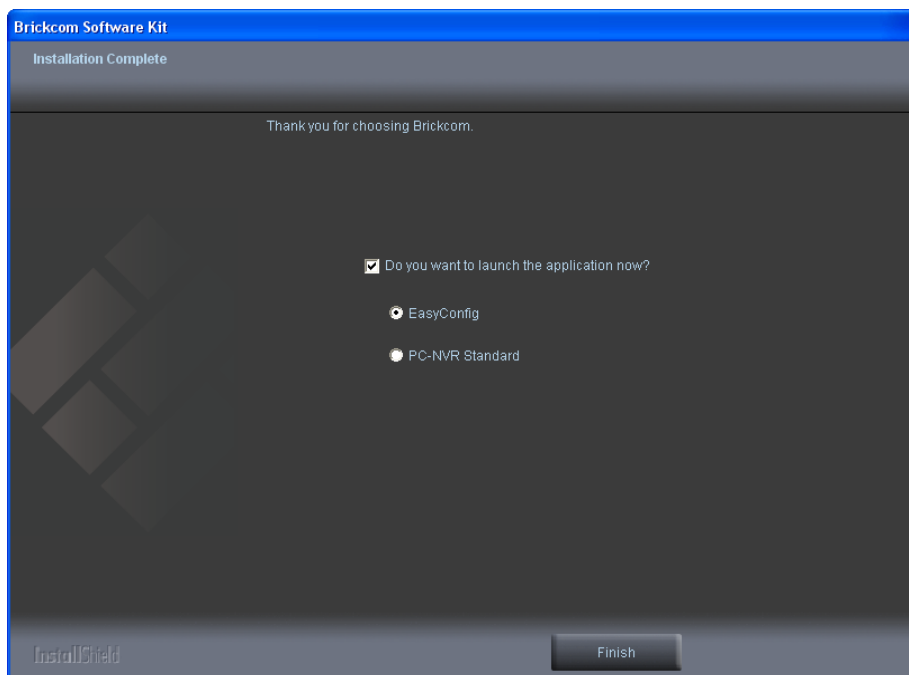 Brickcom Software Kit
Installation Complete
Thank you for choosing Brickcom.
Do you want to launch the application now?
EasyConfig
PC-NVR Standard
InstallShield
Finish